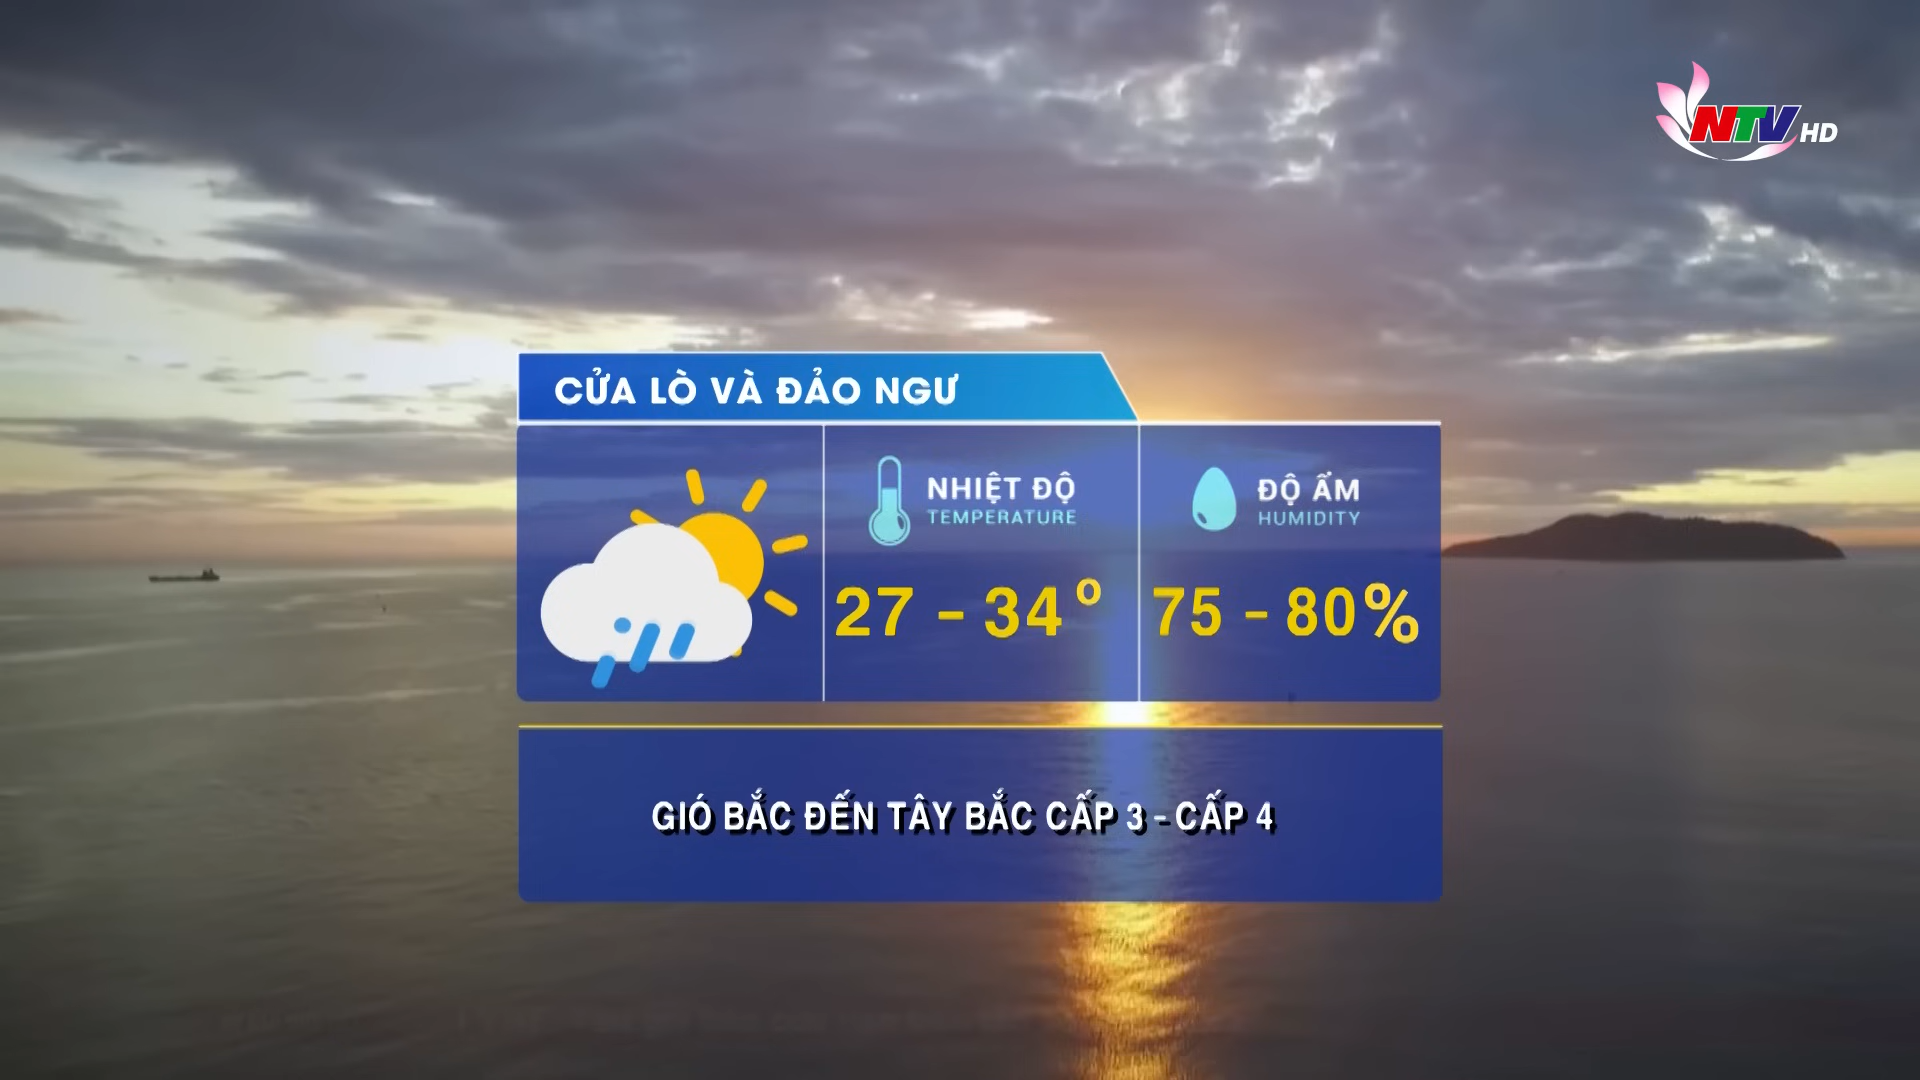 NTV HD
CỬA LÒ VÀ ĐẢO NGƯ
NHIỆT ĐỘ
TEMPERATURE
27 - 34°
ĐỘ ẨM
HUMIDITY
75 - 80%
GIÓ BẮC ĐẾN TÂY BẮC CẤP 3 - CẤP 4